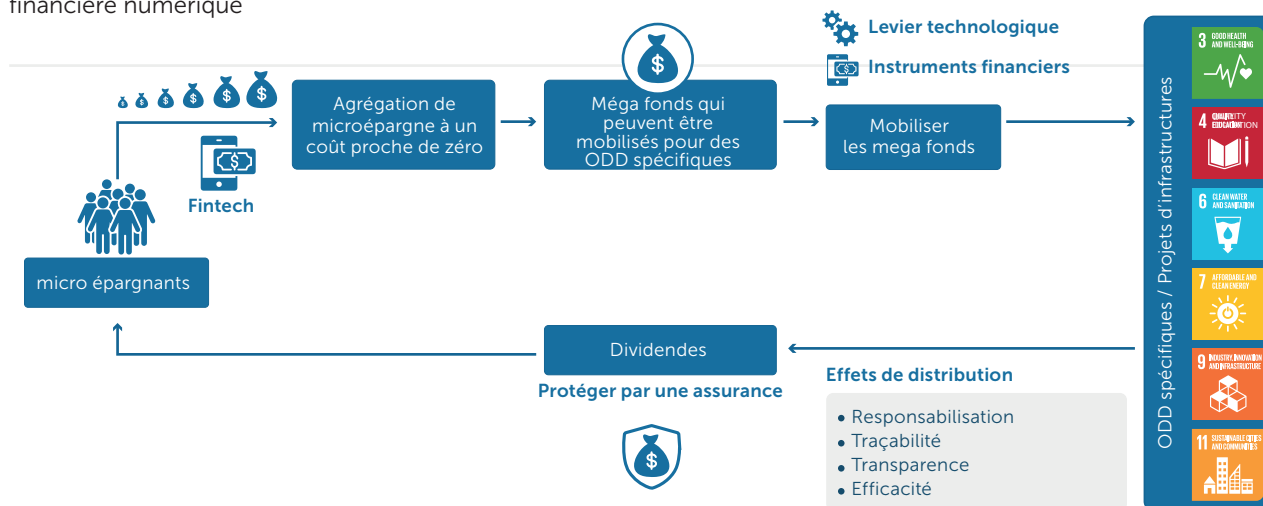 financière numérique
Levier technologique
Instruments financiers
Agrégation de
microépargne à un
coût proche de zéro
Méga fonds qui
peuvent être
mobilisés pour des
ODD spécifiques
Mobiliser
les mega fonds
Fintech
micro épargnants
Dividendes
Protéger par une assurance
Effets de distribution
• Responsabilisation
• Traçabilité
• Transparence
• Efficacité
ODD spécifiques / Projets d'infrastructures
3 GOOD HEALTH
AND WELL-BEING
4 QUALITY
EDUCATION
6 CLEAN WATER
AND SANITATION
7 AFFORDABLE AND
CLEAN ENERGY
9 INDUSTRY, INNOVATION
AND INFRASTRUCTURE
11 SUSTAINABLE CITIES
AND COMMUNITIES
$
$
$
$
$
$
$
$
$
$